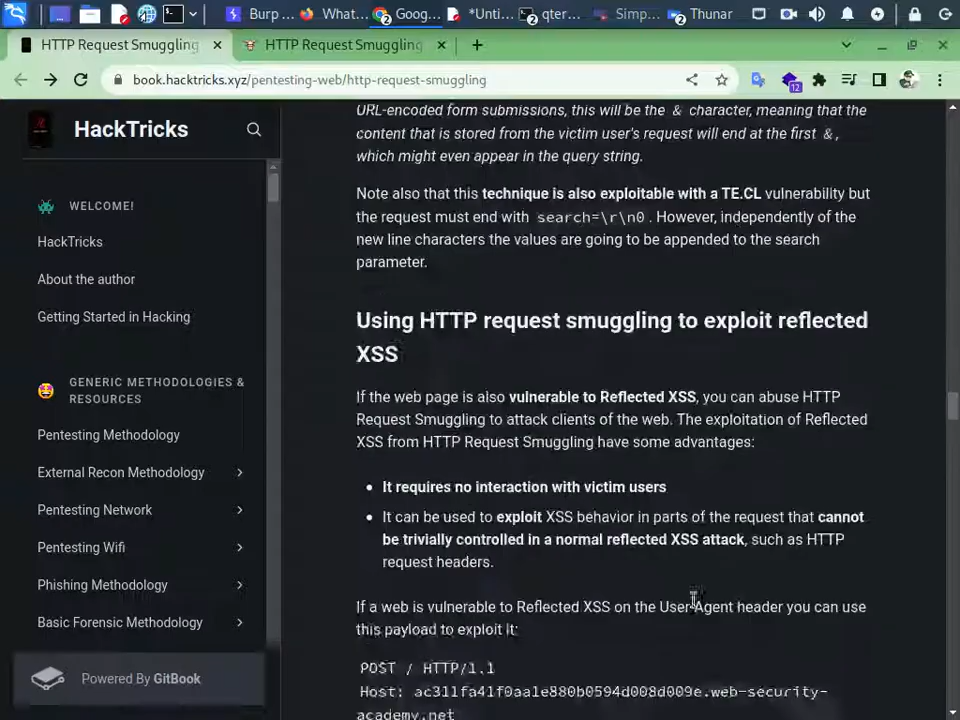 Burp ...
What...
Goog...
*Unti...
qter...
Simp...
Thunar
HTTP Request Smuggling
HTTP Request Smuggling
book.hacktricks.xyz/pentesting-web/http-request-smuggling
12
HackTricks
WELCOME!
HackTricks
About the author
Getting Started in Hacking
GENERIC METHODOLOGIES &
RESOURCES
Pentesting Methodology
External Recon Methodology
Pentesting Network
Pentesting Wifi
Phishing Methodology
Basic Forensic Methodology
Powered By GitBook
URL-encoded form submissions, this will be the & character, meaning that the
content that is stored from the victim user's request will end at the first &,
which might even appear in the query string.
Note also that this technique is also exploitable with a TE.CL vulnerability but
the request must end with search=\r\n0. However, independently of the
new line characters the values are going to be appended to the search
parameter.
Using HTTP request smuggling to exploit reflected
XSS
If the web page is also vulnerable to Reflected XSS, you can abuse HTTP
Request Smuggling to attack clients of the web. The exploitation of Reflected
XSS from HTTP Request Smuggling have some advantages:
It requires no interaction with victim users
It can be used to exploit XSS behavior in parts of the request that cannot
be trivially controlled in a normal reflected XSS attack, such as HTTP
request headers.
If a web is vulnerable to Reflected XSS on the User-Agent header you can use
this payload to exploit it:
POST / HTTP/1.1
Host: ac311fa41f0aa1e880b0594d008d009e.web-security-
academy.net